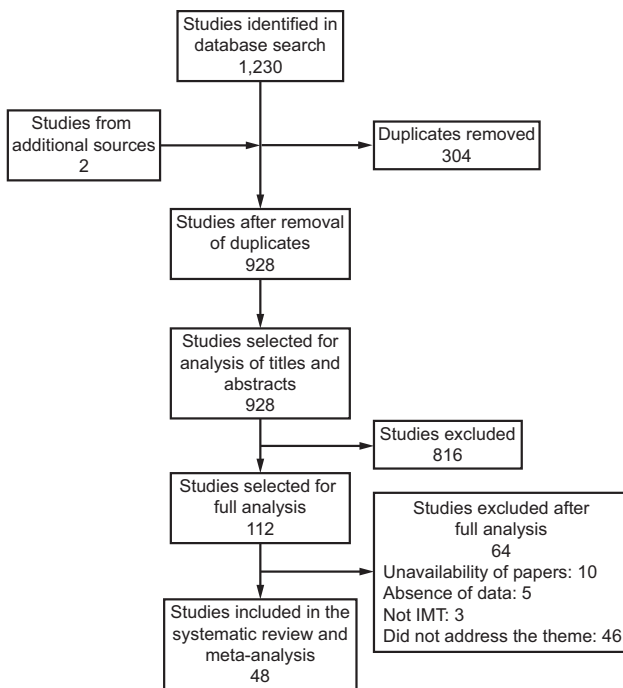 Studies identified in
database search
1,230
Studies from
additional sources
2
Duplicates removed
304
Studies after removal
of duplicates
928
Studies selected for
analysis of titles and
abstracts
928
Studies excluded
816
Studies selected for
full analysis
112
Studies excluded after
full analysis
64
Unavailability of papers: 10
Absence of data: 5
Not IMT: 3
Did not address the theme: 46
Studies included in the
systematic review and
meta-analysis
48